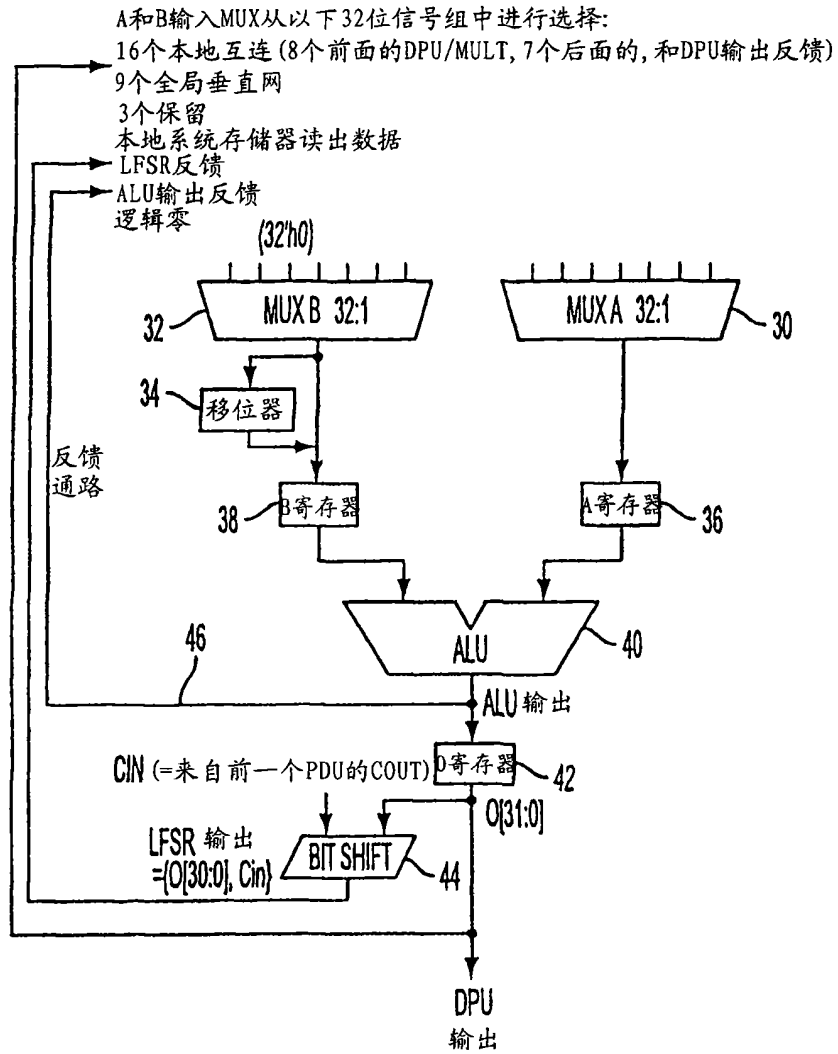 A和B输入MUX从以下32位信号组中进行选择:
16个本地互连(8个前面的DPU/MULT,7个后面的,和DPU输出反馈)
9个全局垂直网
3个保留
本地系统存储器读出数据
LFSR反馈
ALU输出反馈
逻辑零
(32'h0)
MUX B 32:1
32
MUX A 32:1
30
34
移位器
反馈
通路
38
B寄存器
A寄存器
36
46
ALU
40
ALU输出
CIN (=来自前一个PDU的COUT)
O寄存器
42
O[31:0]
LFSR 输出
={O[30:0], Cin}
BIT SHIFT
44
DPU
输出